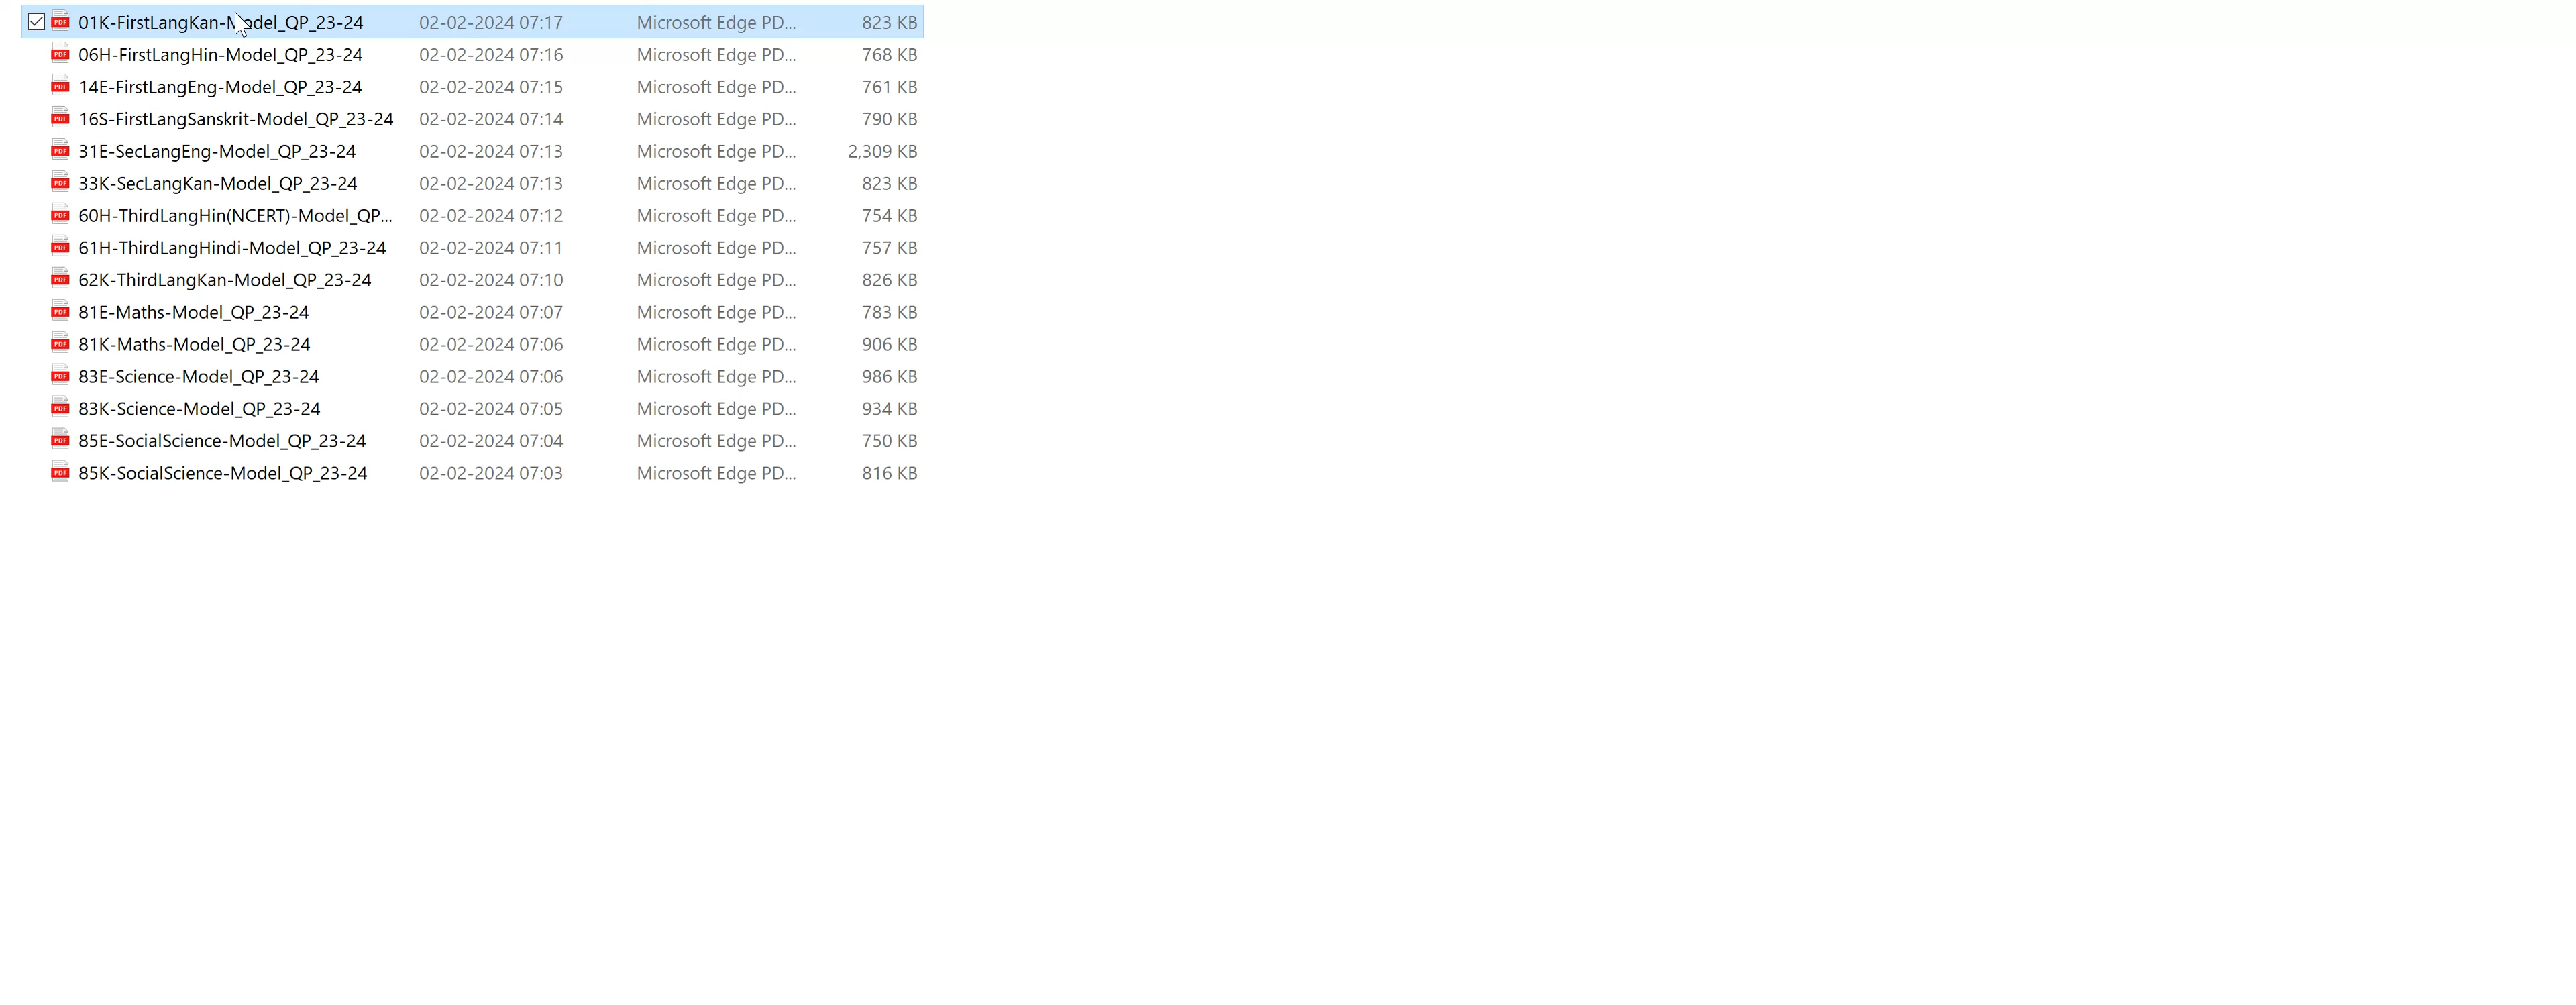 01K-FirstLangKan-Model_QP_23-24 02-02-2024 07:17 Microsoft Edge PD... 823 KB
06H-FirstLangHin-Model_QP_23-24 02-02-2024 07:16 Microsoft Edge PD... 768 KB
14E-FirstLangEng-Model_QP_23-24 02-02-2024 07:15 Microsoft Edge PD... 761 KB
16S-FirstLangSanskrit-Model_QP_23-24 02-02-2024 07:14 Microsoft Edge PD... 790 KB
31E-SecLangEng-Model_QP_23-24 02-02-2024 07:13 Microsoft Edge PD... 2,309 KB
33K-SecLangKan-Model_QP_23-24 02-02-2024 07:13 Microsoft Edge PD... 823 KB
60H-ThirdLangHin(NCERT)-Model_QP... 02-02-2024 07:12 Microsoft Edge PD... 754 KB
61H-ThirdLangHindi-Model_QP_23-24 02-02-2024 07:11 Microsoft Edge PD... 757 KB
62K-ThirdLangKan-Model_QP_23-24 02-02-2024 07:10 Microsoft Edge PD... 826 KB
81E-Maths-Model_QP_23-24 02-02-2024 07:07 Microsoft Edge PD... 783 KB
81K-Maths-Model_QP_23-24 02-02-2024 07:06 Microsoft Edge PD... 906 KB
83E-Science-Model_QP_23-24 02-02-2024 07:06 Microsoft Edge PD... 986 KB
83K-Science-Model_QP_23-24 02-02-2024 07:05 Microsoft Edge PD... 934 KB
85E-SocialScience-Model_QP_23-24 02-02-2024 07:04 Microsoft Edge PD... 750 KB
85K-SocialScience-Model_QP_23-24 02-02-2024 07:03 Microsoft Edge PD... 816 KB